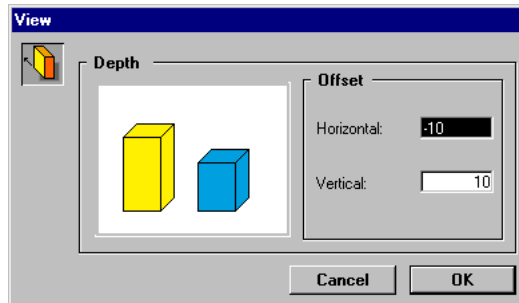 View
Depth
Offset
Horizontal: -10
Vertical: 10
Cancel OK